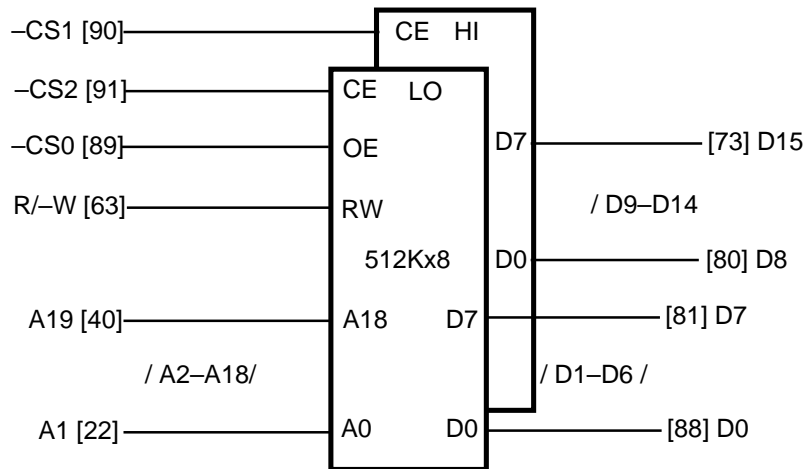 –CS1 [90] CE HI
–CS2 [91] CE LO
–CS0 [89] OE D7 [73] D15
R/–W [63] RW / D9–D14
512Kx8 D0 [80] D8
A19 [40] A18 D7 [81] D7
/ A2–A18/ / D1–D6 /
A1 [22] A0 D0 [88] D0